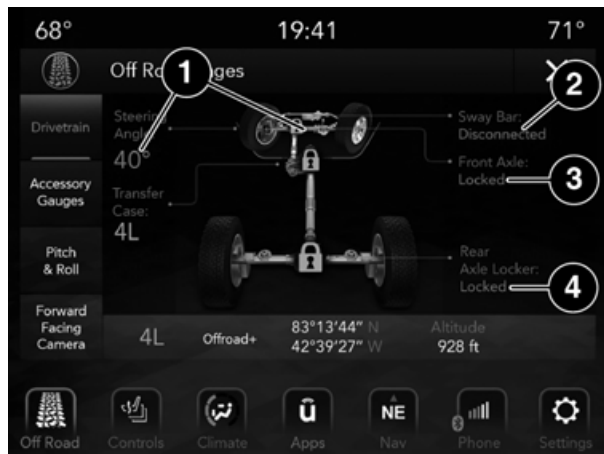 68°
19:41
71°
Off Ro ges
1
2
Drivetrain
Steering
Angle
40°
Sway Bar:
Disconnected
Front Axle:
Locked
3
Accessory
Gauges
Transfer
Case:
4L
Pitch
& Roll
Rear
Axle Locker:
Locked
4
Forward
Facing
Camera
4L
Offroad+
83°13'44" N
42°39'27" W
Altitude
928 ft
Off Road
Controls
Climate
û
Apps
NE
Nav
Phone
Settings